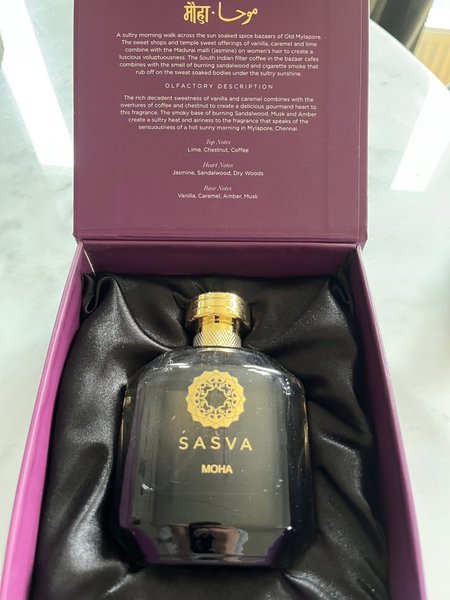 मौहा . موحا
A sultry morning walk across the sun soaked spice bazaars of Old Mylapore.
The sweet shops and temple sweet offerings of vanilla, caramel and lime
combine with the Madurai malli (jasmine) on women's hair to create a
luscious voluptuousness. The South Indian filter coffee in the bazaar cafes
combines with the smell of burning sandalwood and cigarette smoke that
rub off on the sweat soaked bodies under the sultry sunshine.
OLFACTORY DESCRIPTION
The rich decadent sweetness of vanilla and caramel combines with the
overtures of coffee and chestnut to create a delicious gourmand heart to
this fragrance. The smoky base of burning Sandalwood, Musk and Amber
create a sultry heat and airness to the fragrance that speaks of the
sensuousness of a hot sunny morning in Mylapore, Chennai.
Top Notes
Lime, Chestnut, Coffee
Heart Notes
Jasmine, Sandalwood, Dry Woods
Base Notes
Vanilla, Caramel, Amber, Musk
SASVA
MOHA